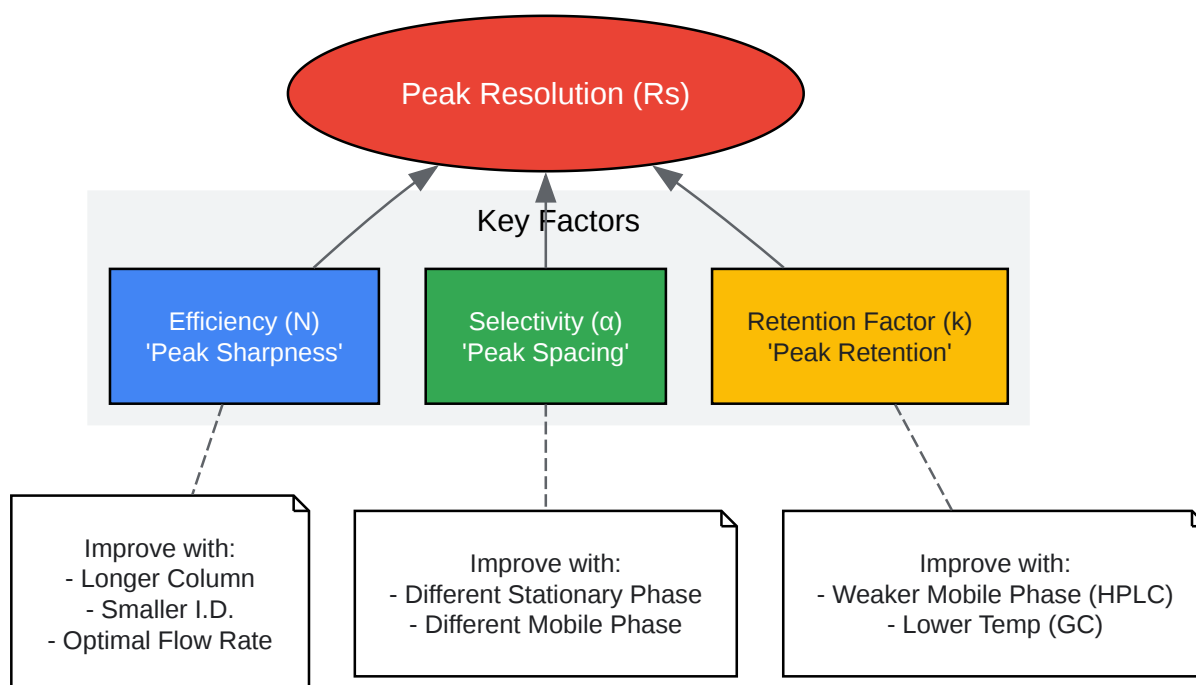 Peak Resolution (Rs)
Key Factors
Efficiency (N)
'Peak Sharpness'
Selectivity (α)
'Peak Spacing'
Retention Factor (k)
'Peak Retention'
Improve with:
- Longer Column
- Smaller I.D.
- Optimal Flow Rate
Improve with:
- Different Stationary Phase
- Different Mobile Phase
Improve with:
- Weaker Mobile Phase (HPLC)
- Lower Temp (GC)